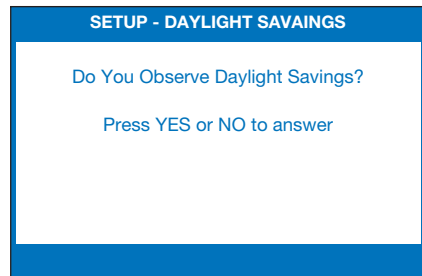 SETUP - DAYLIGHT SAVAINGS
Do You Observe Daylight Savings?
Press YES or NO to answer